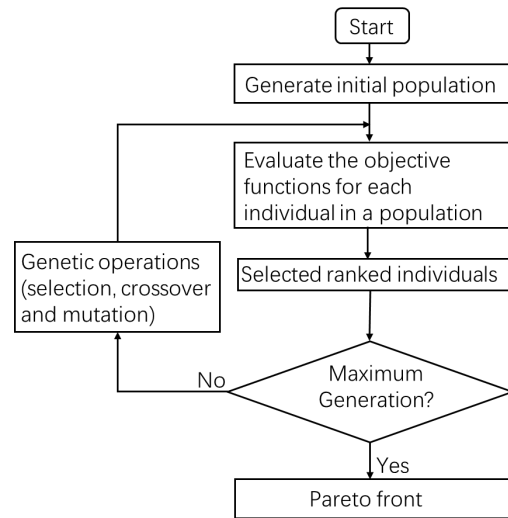 Start
Generate initial population
Evaluate the objective
functions for each
individual in a population
Genetic operations
(selection, crossover
and mutation)
Selected ranked individuals
No
Maximum
Generation?
Yes
Pareto front